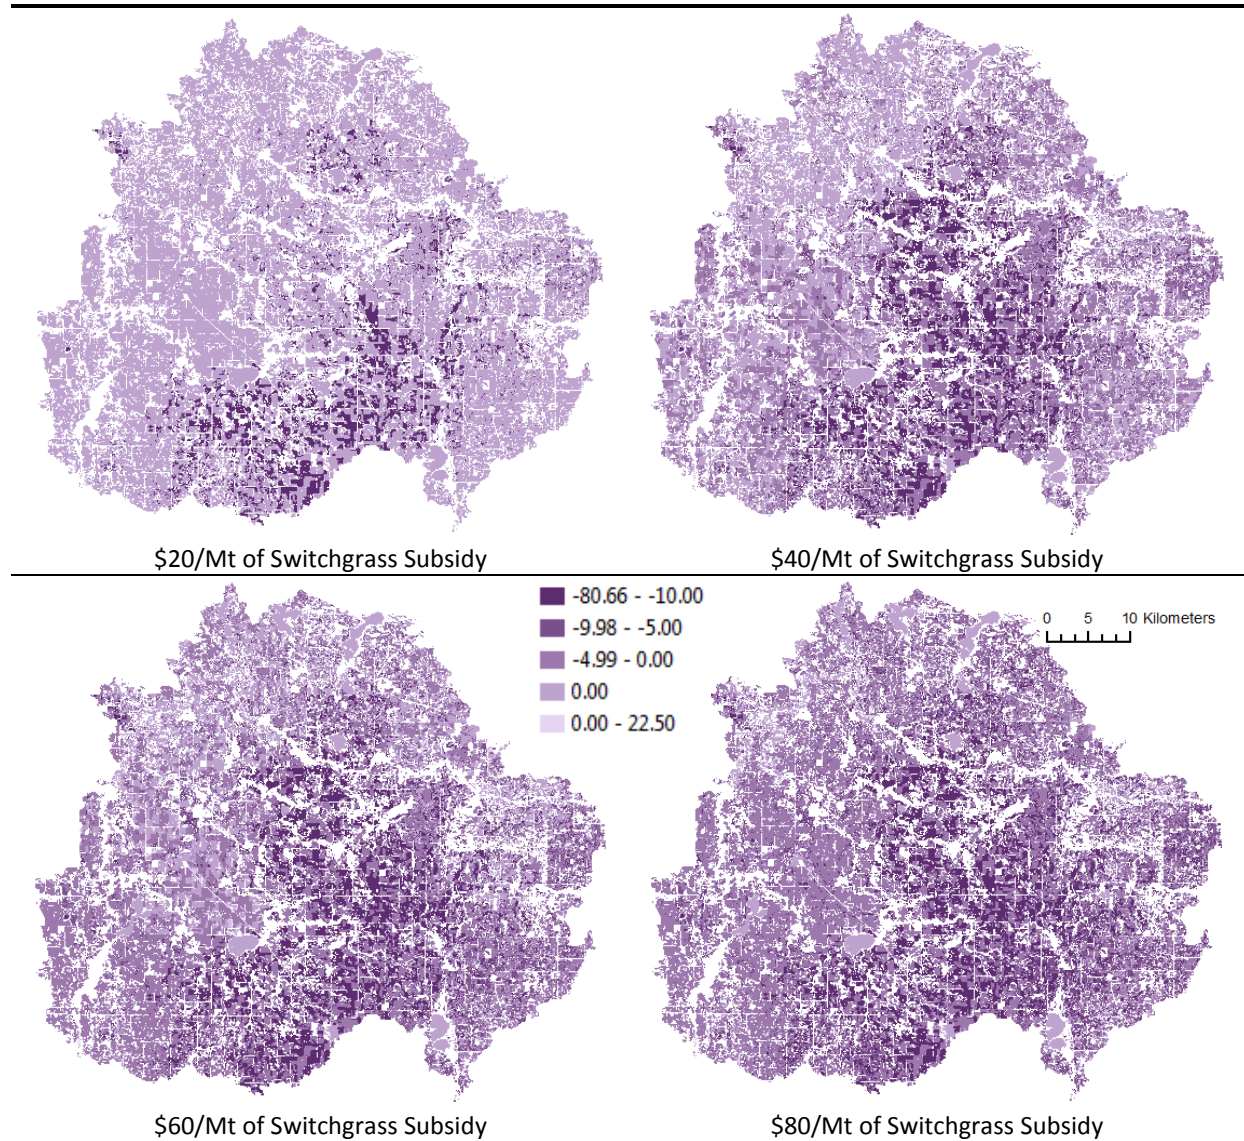 $20/Mt of Switchgrass Subsidy
$40/Mt of Switchgrass Subsidy
-80.66 - -10.00
-9.98 - -5.00
-4.99 - 0.00
0.00
0.00 - 22.50
0 5 10 Kilometers
$60/Mt of Switchgrass Subsidy
$80/Mt of Switchgrass Subsidy